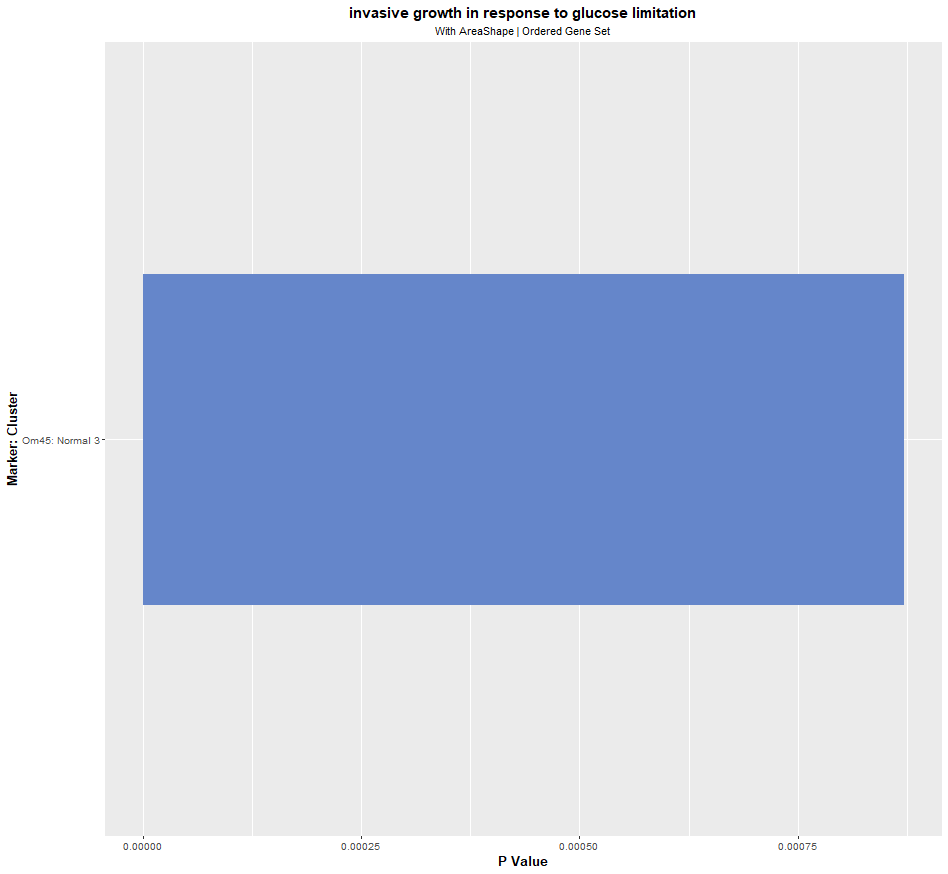 invasive growth in response to glucose limitation
With AreaShape | Ordered Gene Set
Marker: Cluster
Om45: Normal 3
0.00000 0.00025 0.00050 0.00075
P Value